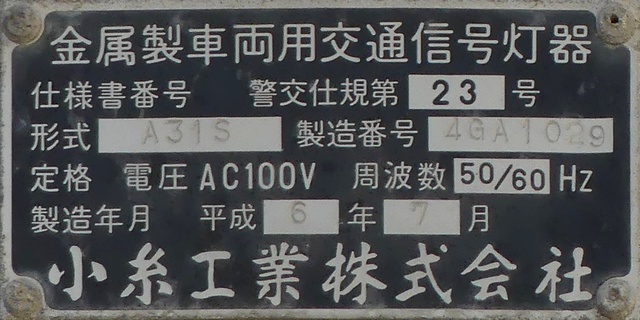 金属製車両用交通信号灯器
仕様書番号 警交仕規第 23 号
形式 A31S 製造番号 4GA1029
定格 電圧 AC100V 周波数 50/60 Hz
製造年月 平成 6 年 7 月
小糸工業株式会社